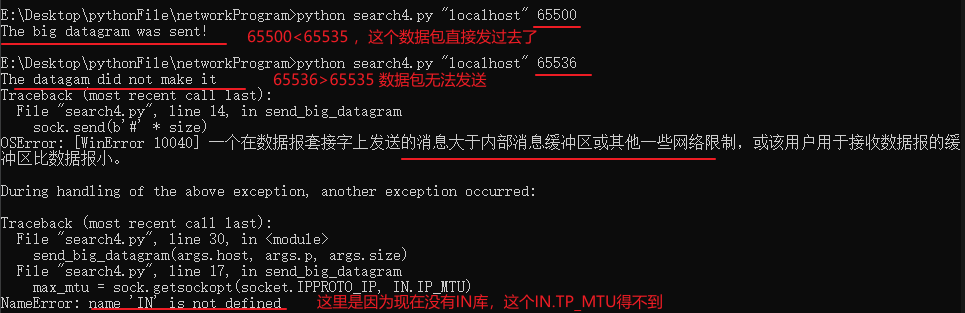 E:\Desktop\pythonFile\networkProgram>python search4.py "localhost" 65500
The big datagram was sent! 65500<65535 ，这个数据包直接发过去了
E:\Desktop\pythonFile\networkProgram>python search4.py "localhost" 65536
The datagam did not make it 65536>65535 数据包无法发送
Traceback (most recent call last):
File "search4.py", line 14, in send_big_datagram
sock.send(b'#' * size)
OSError: [WinError 10040] 一个在数据报套接字上发送的消息大于内部消息缓冲区或其他一些网络限制，或该用户用于接收数据报的缓
冲区比数据报小。
During handling of the above exception, another exception occurred:
Traceback (most recent call last):
File "search4.py", line 30, in <module>
send_big_datagram(args.host, args.p, args.size)
File "search4.py", line 17, in send_big_datagram
max_mtu = sock.getsockopt(socket.IPPROTO_IP, IN.IP_MTU)
NameError: name 'IN' is not defined 这里是因为现在没有IN库，这个IN.TP_MTU得不到